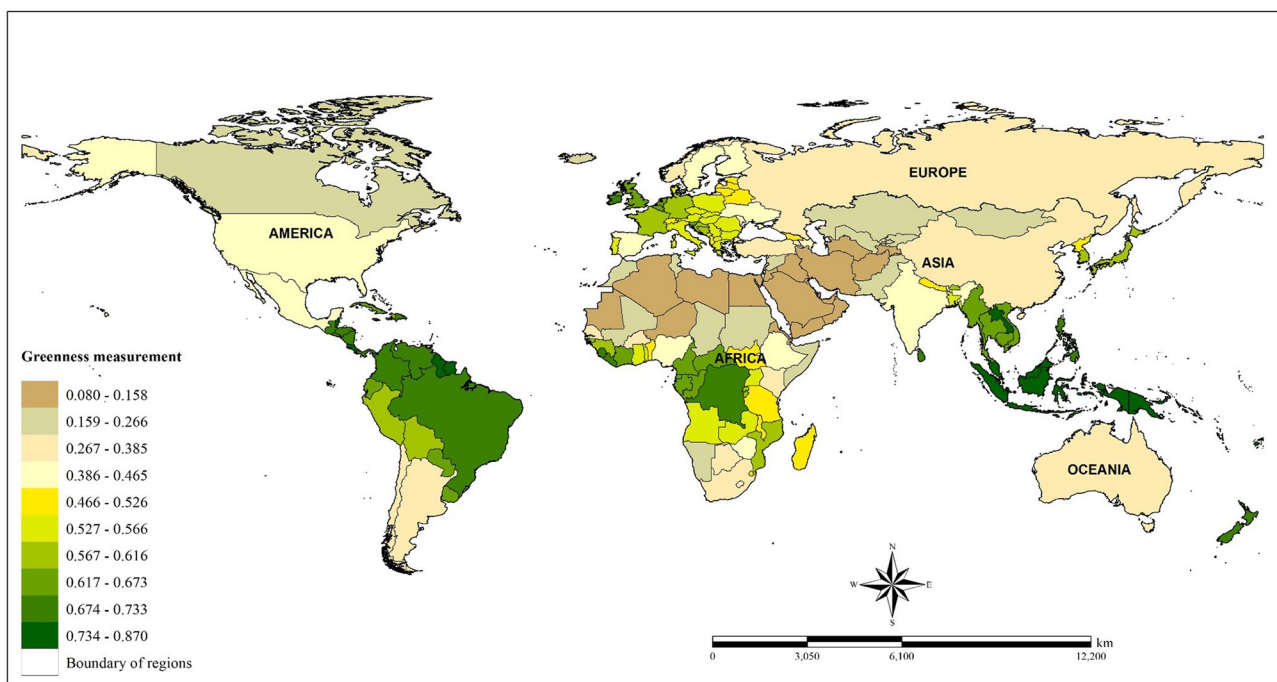 EUROPE
AMERICA
ASIA
AFRICA
OCEANIA
Greenness measurement
0.080 - 0.158
0.159 - 0.266
0.267 - 0.385
0.386 - 0.465
0.466 - 0.526
0.527 - 0.566
0.567 - 0.616
0.617 - 0.673
0.674 - 0.733
0.734 - 0.870
Boundary of regions
N
W E
S
km
0 3,050 6,100 12,200